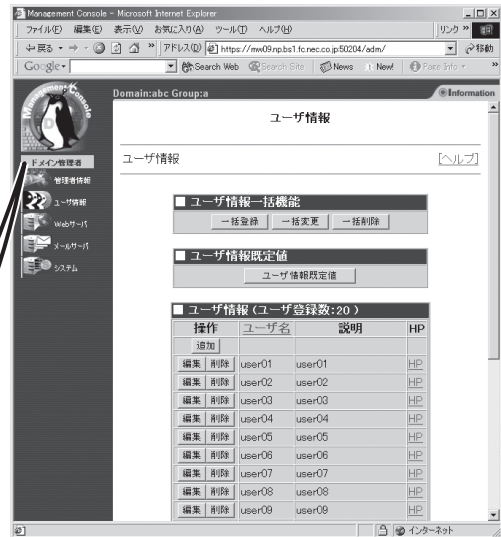 Management Console - Microsoft Internet Explorer
ファイル(F) 編集(E) 表示(V) お気に入り(A) ツール(T) ヘルプ(H) リンク »
戻る アドレス(D) https://mw09.np.bs1.fc.nec.co.jp:50204/adm/ 移動
Google Search Web Search Site News New! Page Info »
Management Console
Domain:abc Group:a
Information
ユーザ情報
ユーザ情報 [ヘルプ]
ドメイン管理者
管理者情報
ユーザ情報
Webサーバ
メールサーバ
システム
■ ユーザ情報一括機能
一括登録 一括変更 一括削除
■ ユーザ情報既定値
ユーザ情報既定値
■ ユーザ情報(ユーザ登録数:20 )
操作 ユーザ名 説明 HP
追加
編集 削除 user01 user01 HP
編集 削除 user02 user02 HP
編集 削除 user03 user03 HP
編集 削除 user04 user04 HP
編集 削除 user05 user05 HP
編集 削除 user06 user06 HP
編集 削除 user07 user07 HP
編集 削除 user08 user08 HP
編集 削除 user09 user09 HP
インターネット